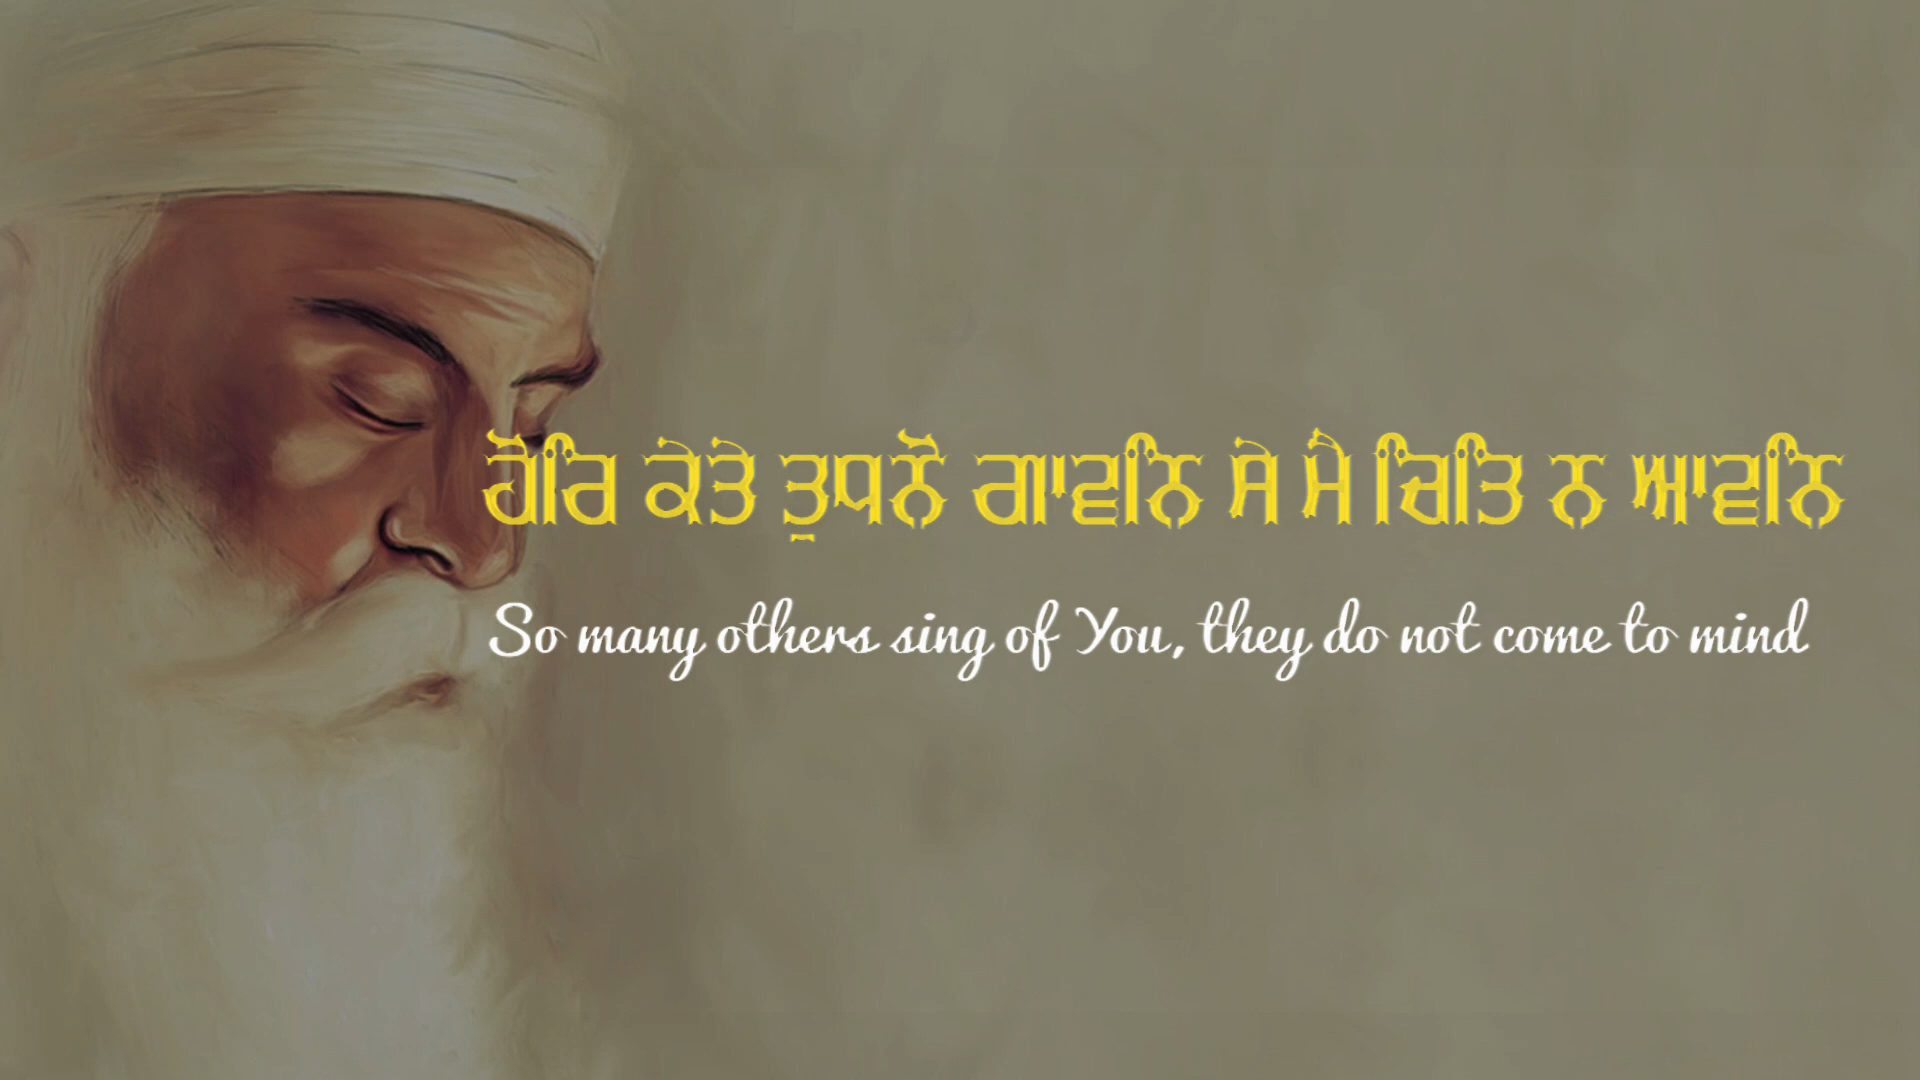 ਹੋਰਿ ਕੇਤੇ ਤੁਧਨੋ ਗਾਵਨਿ ਸੇ ਮੈ ਚਿਤਿ ਨ ਆਵਨਿ
So many others sing of You, they do not come to mind